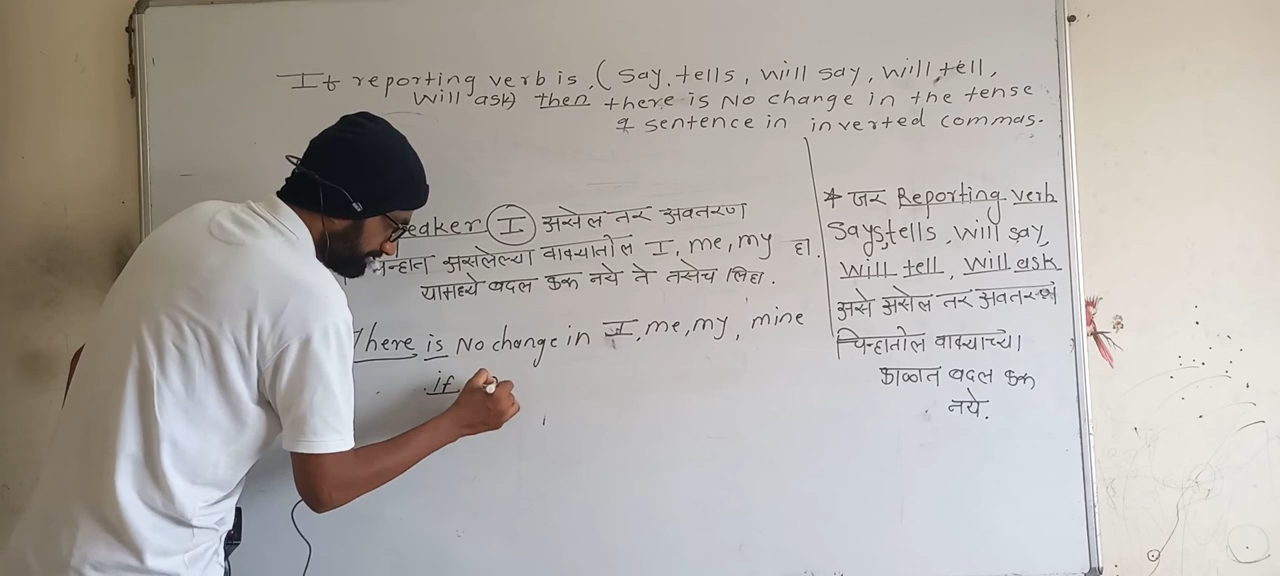 If reporting verb is, (say, tells, will say, will tell,
will ask) then there is No change in the tense
of sentence in inverted commas.
eaker I असेल तर अवतरण
चिन्हात असलेल्या वाक्यातील I, me, my हा.
यामध्ये बदल करू नये ते तसेच लिहा.
There is No change in I, me, my, mine
if
* जर Reporting verb
Says, tells, will say,
will tell, will ask
असे असेल तर अवतरण
चिन्हातील वाक्याच्या
काळात बदल करू
नये.